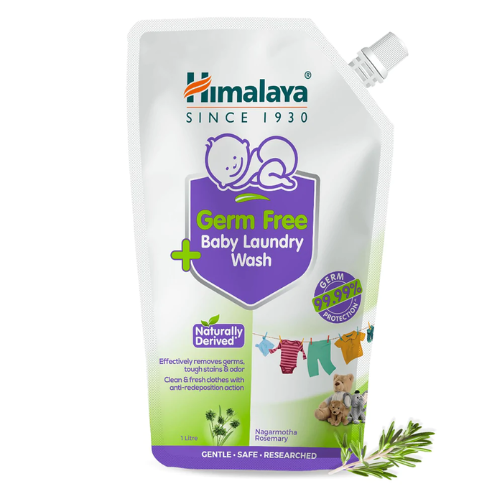 Himalaya®
SINCE 1930
Germ Free
Baby Laundry
Wash
GERM
99.99%
PROTECTION*
Naturally
Derived*
Effectively removes germs,
tough stains & odor
Clean & fresh clothes with
anti-redeposition action
1 Litre
Nagarmotha
Rosemary
GENTLE • SAFE • RESEARCHED